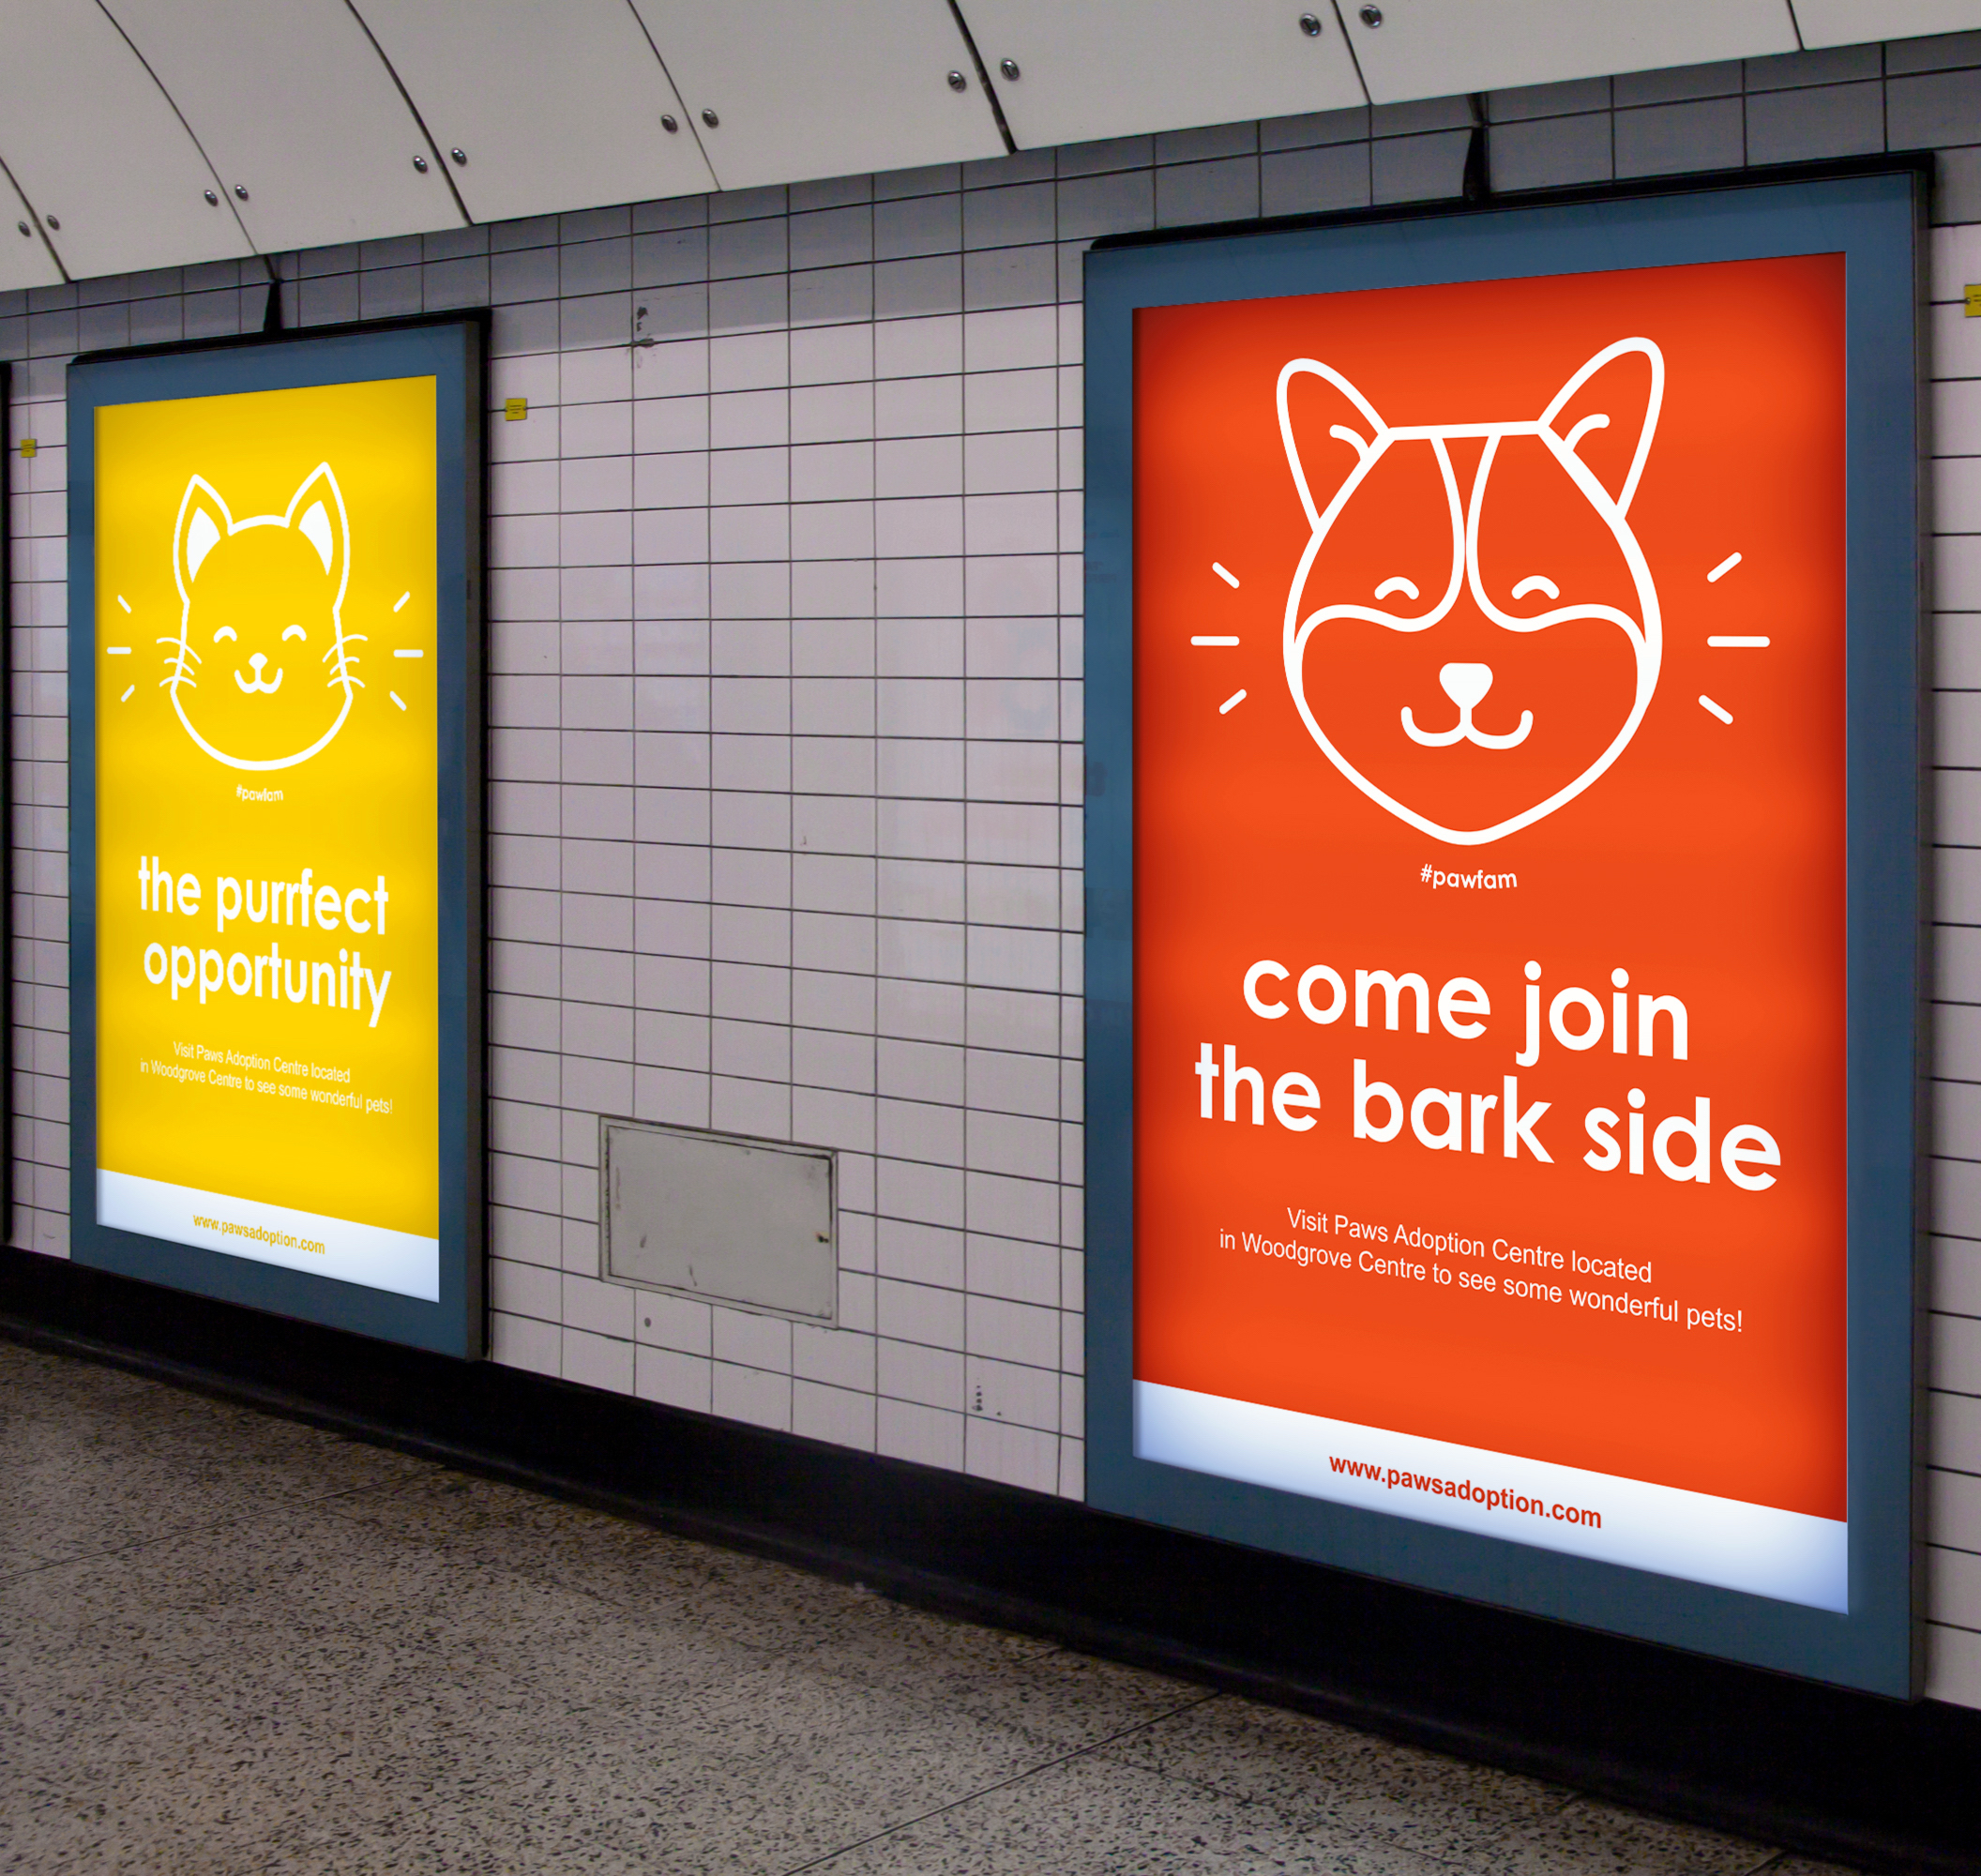 #pawfam
the purrfect
opportunity
Visit Paws Adoption Centre located
in Woodgrove Centre to see some wonderful pets!
www.pawsadoption.com
#pawfam
come join
the bark side
Visit Paws Adoption Centre located
in Woodgrove Centre to see some wonderful pets!
www.pawsadoption.com